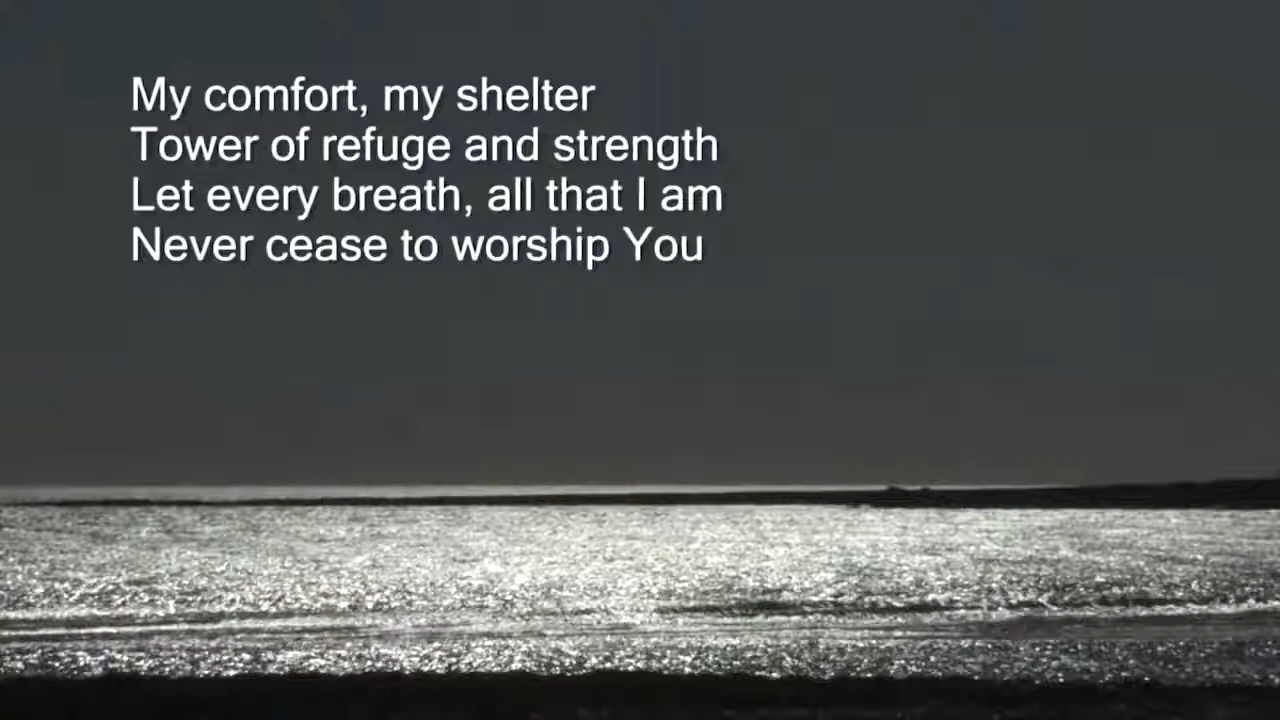 My comfort, my shelter
Tower of refuge and strength
Let every breath, all that I am
Never cease to worship You